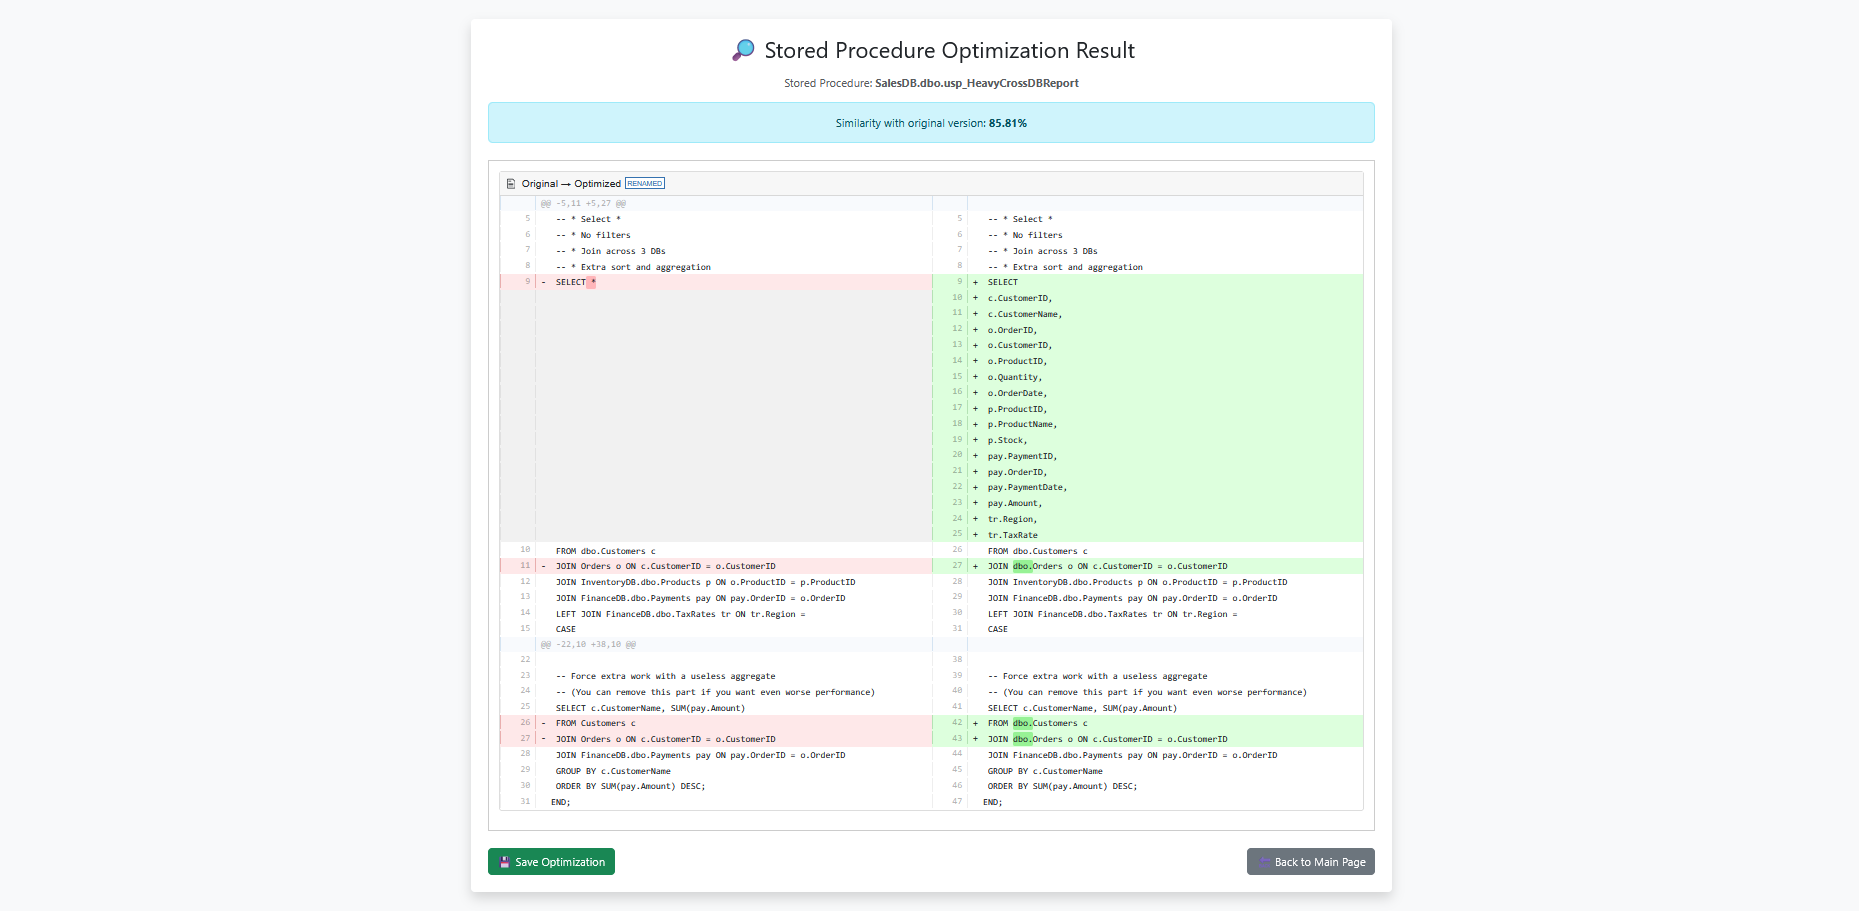 Stored Procedure Optimization Result
Stored Procedure: SalesDB.dbo.usp_HeavyCrossDBReport
Similarity with original version: 85.81%
Original → Optimized RENAMED
@@ -5,11 +5,27 @@
5 -- * Select * 5 -- * Select *
6 -- * No filters 6 -- * No filters
7 -- * Join across 3 DBs 7 -- * Join across 3 DBs
8 -- * Extra sort and aggregation 8 -- * Extra sort and aggregation
9 - SELECT * 9 + SELECT
10 + c.CustomerID,
11 + c.CustomerName,
12 + o.OrderID,
13 + o.CustomerID,
14 + o.ProductID,
15 + o.Quantity,
16 + o.OrderDate,
17 + p.ProductID,
18 + p.ProductName,
19 + p.Stock,
20 + pay.PaymentID,
21 + pay.OrderID,
22 + pay.PaymentDate,
23 + pay.Amount,
24 + tr.Region,
25 + tr.TaxRate
10 FROM dbo.Customers c 26 FROM dbo.Customers c
11 - JOIN Orders o ON c.CustomerID = o.CustomerID 27 + JOIN dbo.Orders o ON c.CustomerID = o.CustomerID
12 JOIN InventoryDB.dbo.Products p ON o.ProductID = p.ProductID 28 JOIN InventoryDB.dbo.Products p ON o.ProductID = p.ProductID
13 JOIN FinanceDB.dbo.Payments pay ON pay.OrderID = o.OrderID 29 JOIN FinanceDB.dbo.Payments pay ON pay.OrderID = o.OrderID
14 LEFT JOIN FinanceDB.dbo.TaxRates tr ON tr.Region = 30 LEFT JOIN FinanceDB.dbo.TaxRates tr ON tr.Region =
15 CASE 31 CASE
@@ -22,10 +38,10 @@
22 38
23 -- Force extra work with a useless aggregate 39 -- Force extra work with a useless aggregate
24 -- (You can remove this part if you want even worse performance) 40 -- (You can remove this part if you want even worse performance)
25 SELECT c.CustomerName, SUM(pay.Amount) 41 SELECT c.CustomerName, SUM(pay.Amount)
26 - FROM Customers c 42 + FROM dbo.Customers c
27 - JOIN Orders o ON c.CustomerID = o.CustomerID 43 + JOIN dbo.Orders o ON c.CustomerID = o.CustomerID
28 JOIN FinanceDB.dbo.Payments pay ON pay.OrderID = o.OrderID 44 JOIN FinanceDB.dbo.Payments pay ON pay.OrderID = o.OrderID
29 GROUP BY c.CustomerName 45 GROUP BY c.CustomerName
30 ORDER BY SUM(pay.Amount) DESC; 46 ORDER BY SUM(pay.Amount) DESC;
31 END; 47 END;
Save Optimization Back to Main Page